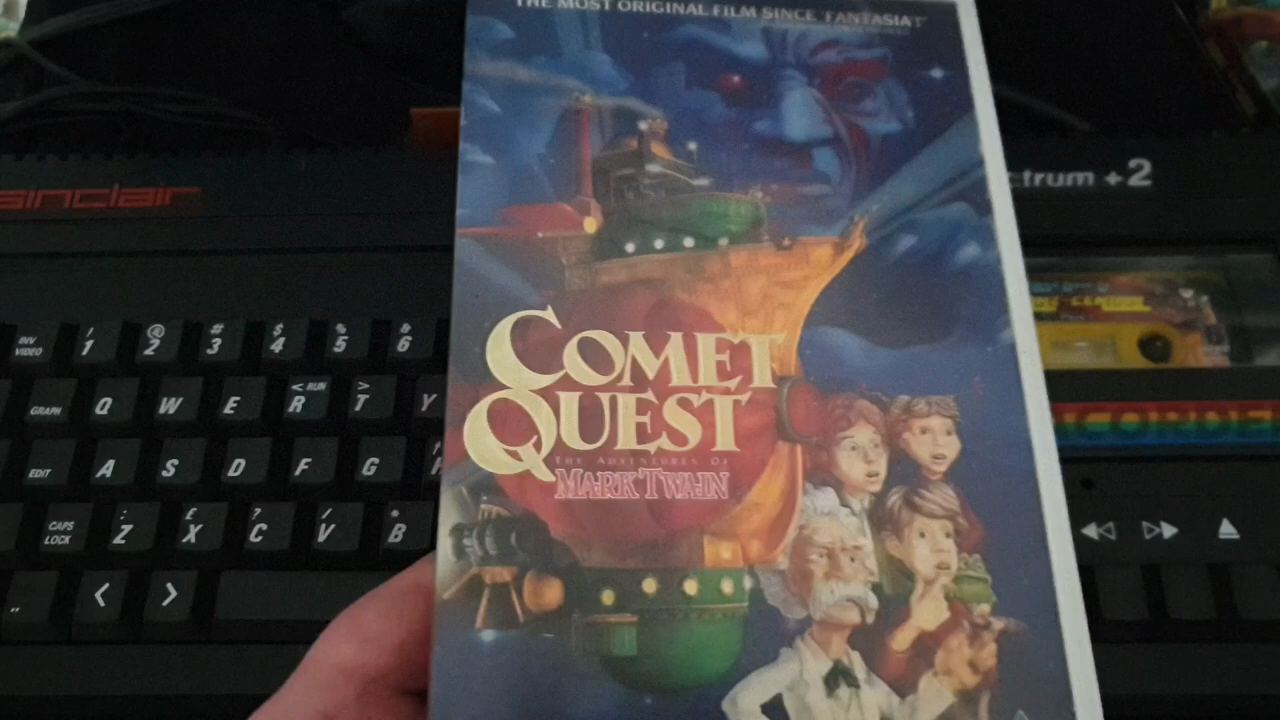 THE MOST ORIGINAL FILM SINCE 'FANTASIA'!'
sinclair
ctrum +2
COMET
QUEST
THE ADVENTURES OF
MARK TWAIN
INV
VIDEO
! 1
@ 2
# 3
$ 4
% 5
& 6
GRAPH
Q
W
E
< RUN
R
>
T
Y
EDIT
A
S
D
F
G
CAPS
LOCK
: Z
£ X
? C
/ V
* B
"
<
>